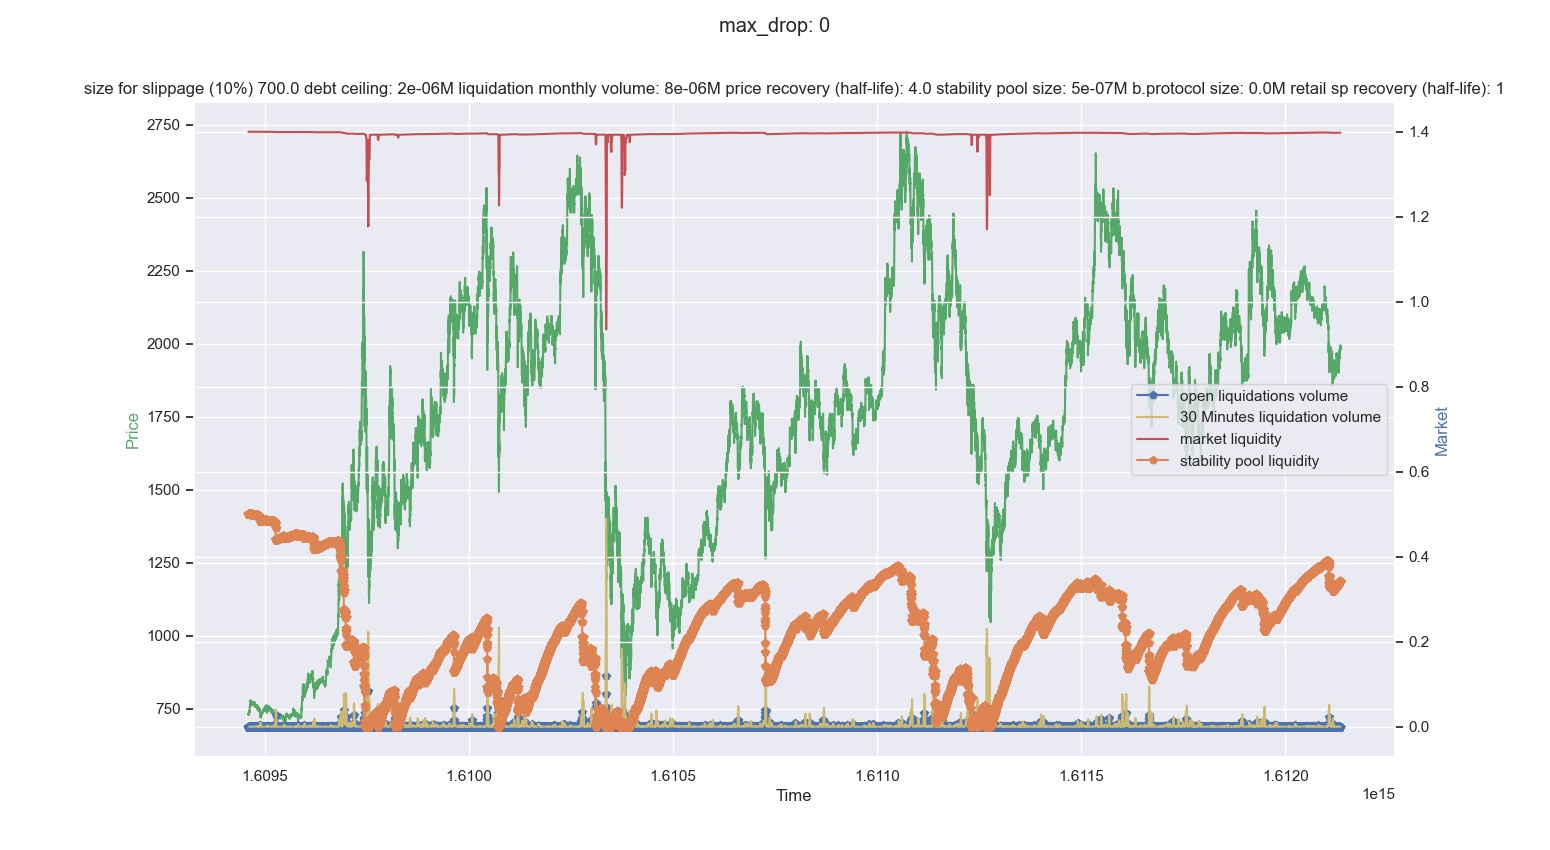 max_drop: 0
size for slippage (10%) 700.0 debt ceiling: 2e-06M liquidation monthly volume: 8e-06M price recovery (half-life): 4.0 stability pool size: 5e-07M b.protocol size: 0.0M retail sp recovery (half-life): 1
2750
2500
2250
2000
1750
1500
1250
1000
750
Price
1.4
1.2
1.0
0.8
0.6
0.4
0.2
0.0
Market
open liquidations volume
30 Minutes liquidation volume
market liquidity
stability pool liquidity
1.6095 1.6100 1.6105 1.6110 1.6115 1.6120
1e15
Time